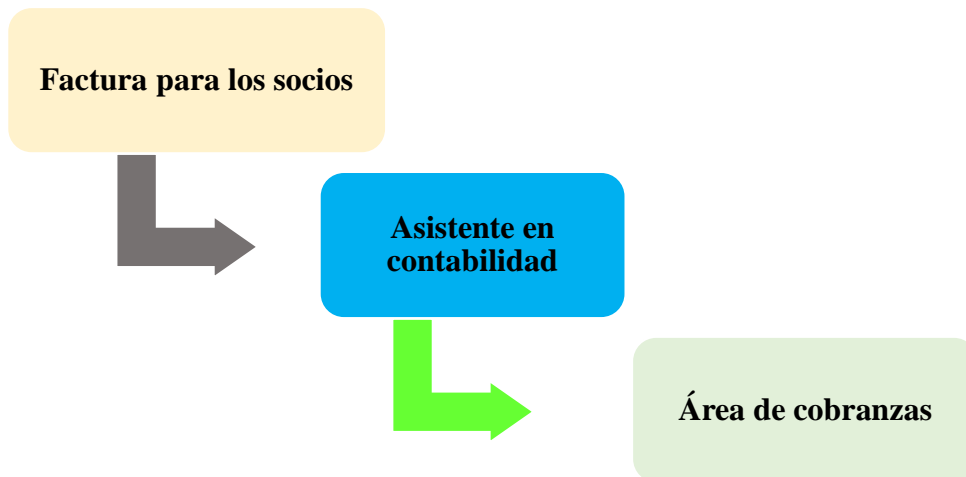 Factura para los socios
Asistente en
contabilidad
Área de cobranzas